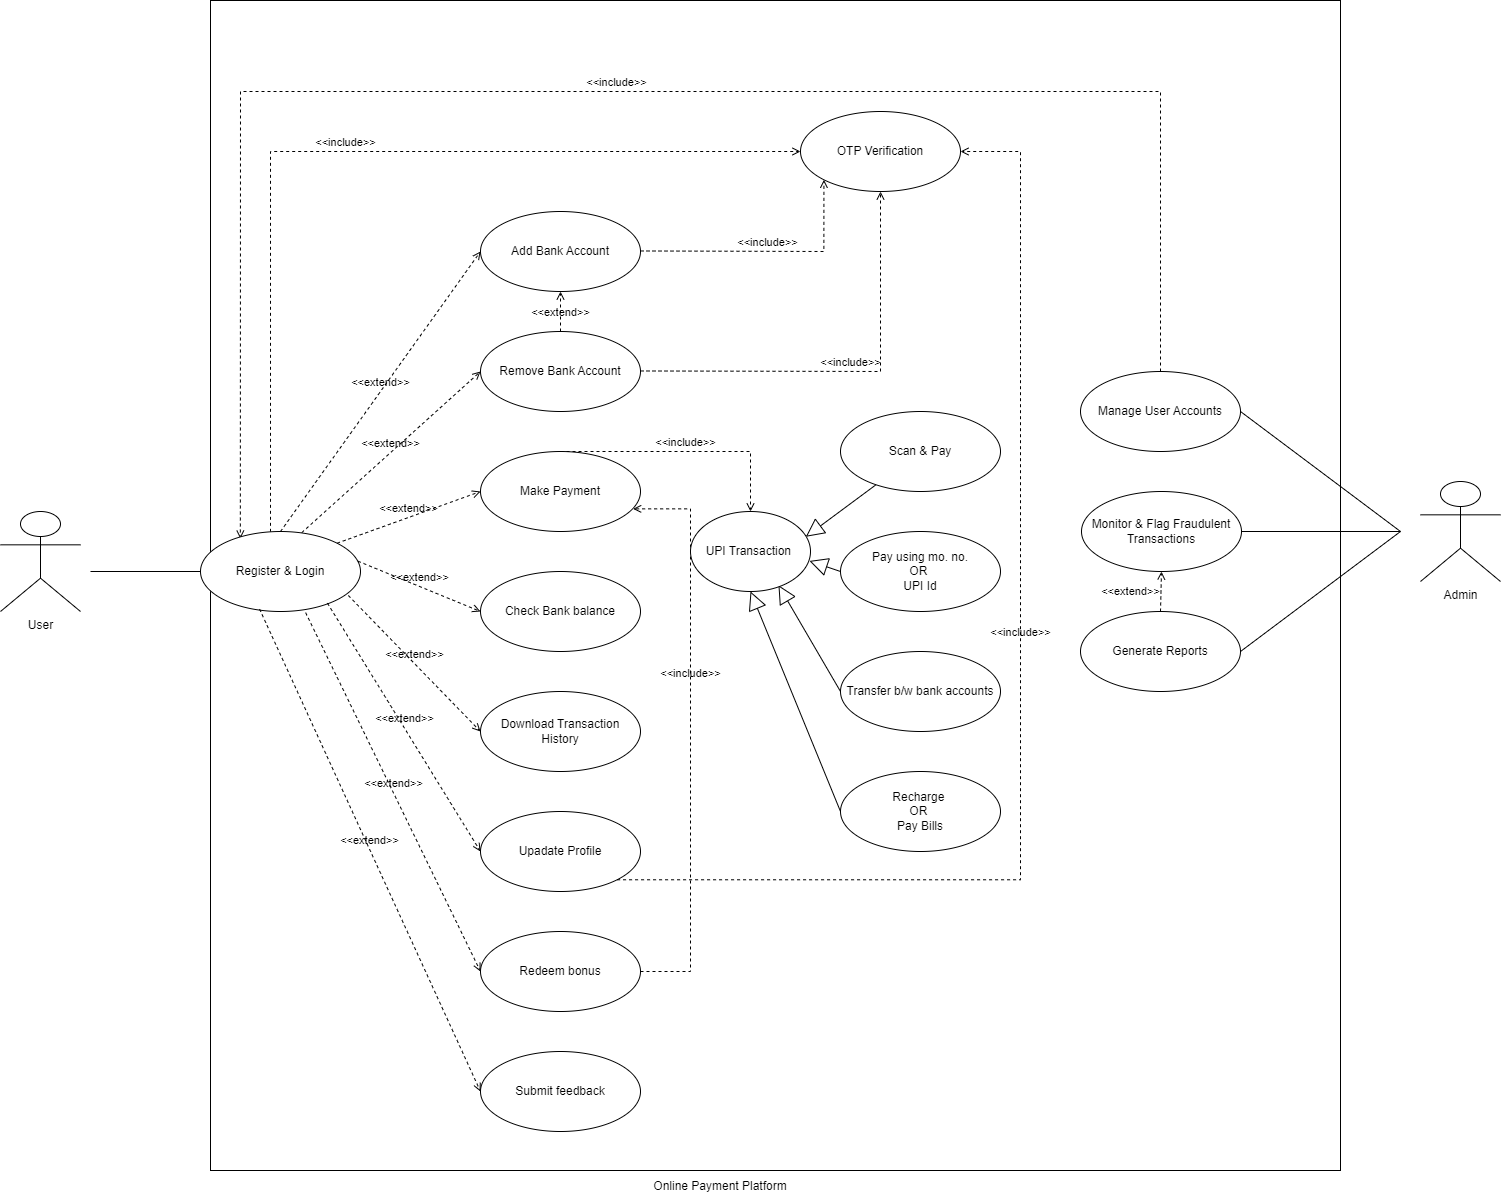 <<include>>
<<include>>
OTP Verification
Add Bank Account
<<include>>
<<extend>>
Remove Bank Account
<<include>>
<<extend>>
<<extend>>
Manage User Accounts
<<include>>
Scan & Pay
Make Payment
<<extend>>
Monitor & Flag Fraudulent
Transactions
UPI Transaction
Pay using mo. no.
OR
UPI Id
Register & Login
<<extend>>
<<extend>>
Admin
Check Bank balance
User
<<include>>
Generate Reports
<<extend>>
<<include>>
Transfer b/w bank accounts
<<extend>>
Download Transaction
History
<<extend>>
Recharge
OR
Pay Bills
<<extend>>
Upadate Profile
Redeem bonus
Submit feedback
Online Payment Platform